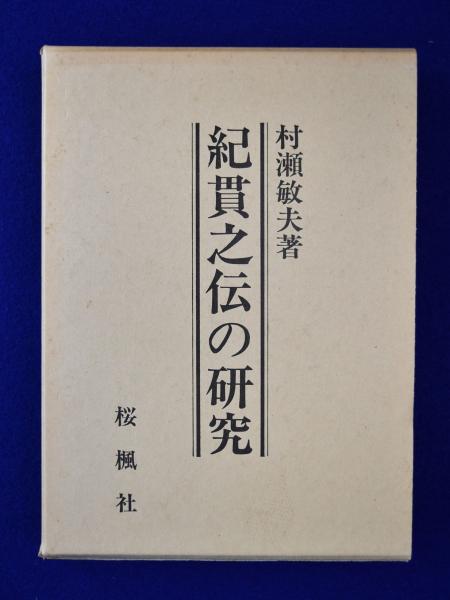 村瀬敏夫著
紀貫之伝の研究
桜楓社